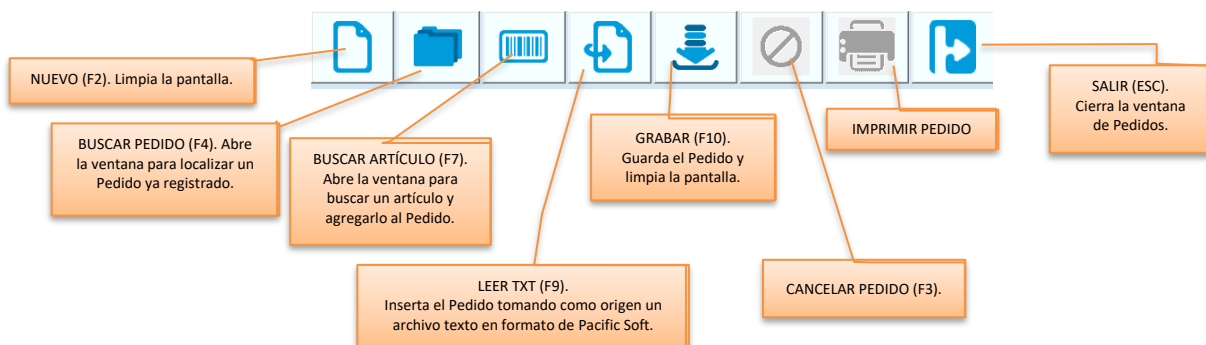 NUEVO (F2). Limpia la pantalla.
BUSCAR PEDIDO (F4). Abre
la ventana para localizar un
Pedido ya registrado.
BUSCAR ARTÍCULO (F7).
Abre la ventana para
buscar un artículo y
agregarlo al Pedido.
LEER TXT (F9).
Inserta el Pedido tomando como origen un
archivo texto en formato de Pacific Soft.
GRABAR (F10).
Guarda el Pedido y
limpia la pantalla.
CANCELAR PEDIDO (F3).
IMPRIMIR PEDIDO
SALIR (ESC).
Cierra la ventana
de Pedidos.